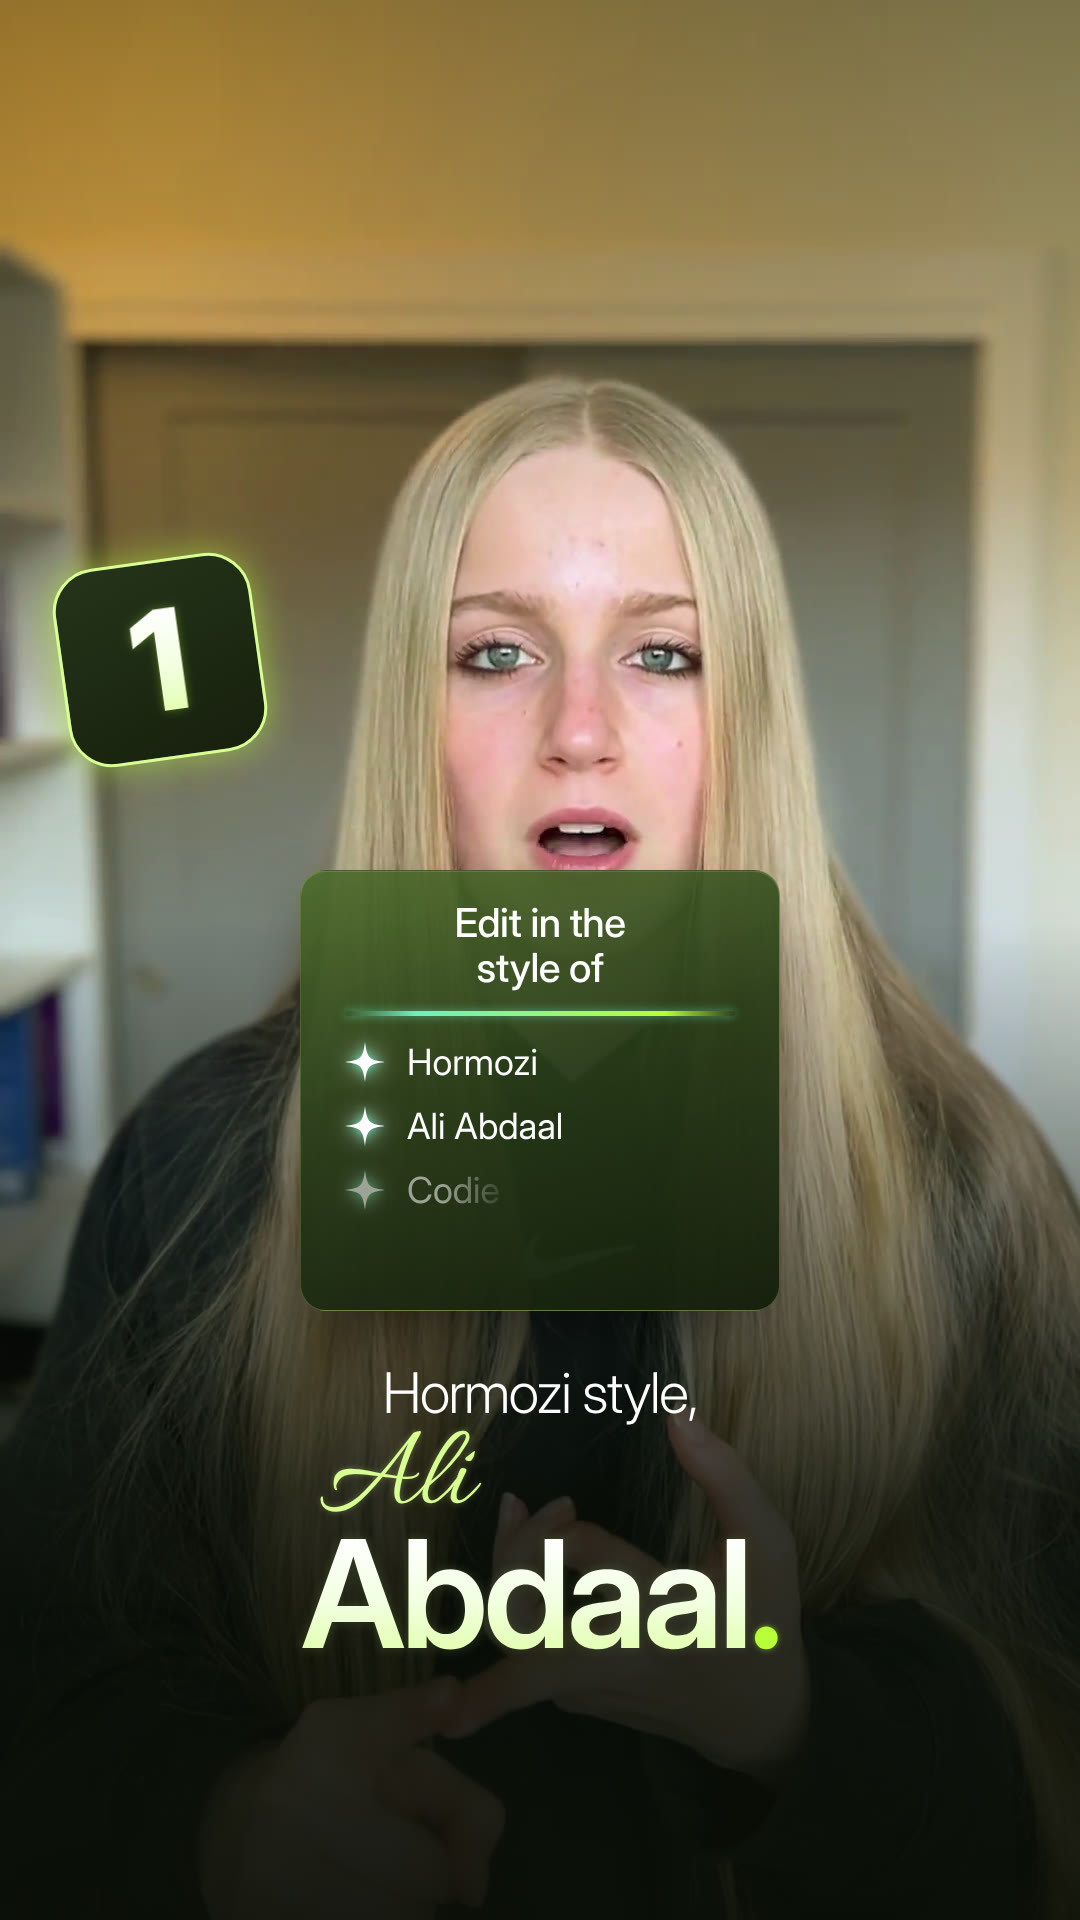 1
Edit in the
style of
Hormozi
Ali Abdaal
Codie
Hormozi style,
Ali
Abdaal.